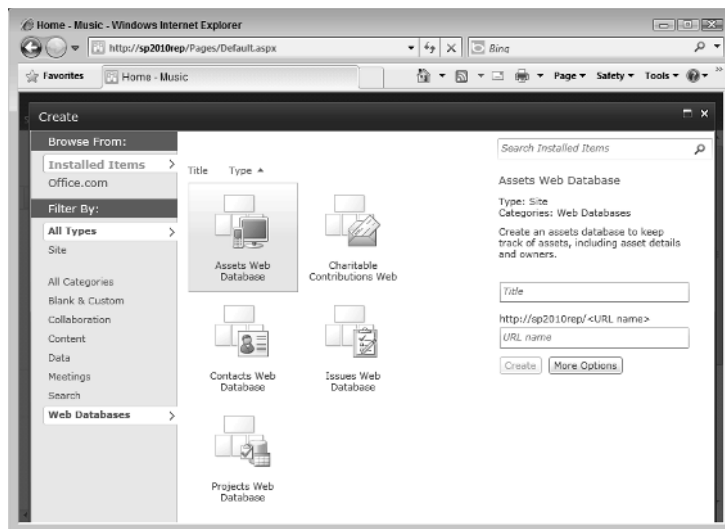 Home - Music - Windows Internet Explorer
http://sp2010rep/Pages/Default.aspx
Bing
Favorites
Home - Music
Page
Safety
Tools
Create
Browse From:
Installed Items
Office.com
Filter By:
All Types
Site
All Categories
Blank & Custom
Collaboration
Content
Data
Meetings
Search
Web Databases
Title Type
Assets Web
Database
Charitable
Contributions Web
Contacts Web
Database
Issues Web
Database
Projects Web
Database
Search Installed Items
Assets Web Database
Type: Site
Categories: Web Databases
Create an assets database to keep
track of assets, including asset details
and owners.
Title
http://sp2010rep/<URL name>
URL name
Create More Options